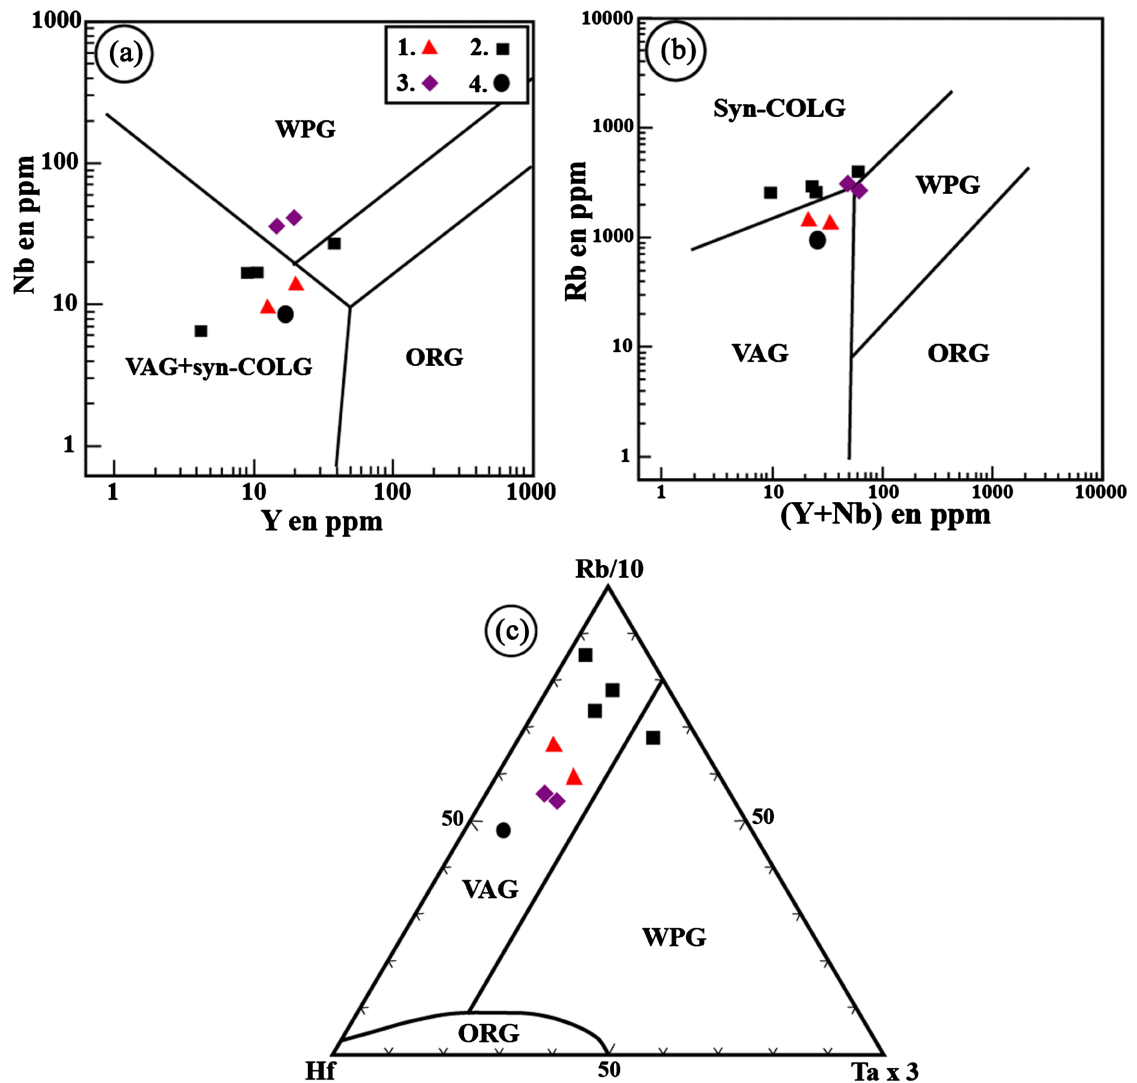 (a)
1. 2.
3. 4.
WPG
VAG+syn-COLG
ORG
1000
100
10
1
Nb en ppm
1 10 100 1000
Y en ppm
(b)
Syn-COLG
WPG
VAG
ORG
10000
1000
1000
10
1
Rb en ppm
1 10 100 1000 10000
(Y+Nb) en ppm
Rb/10
(c)
50
50
VAG
WPG
ORG
Hf
50
Ta x 3